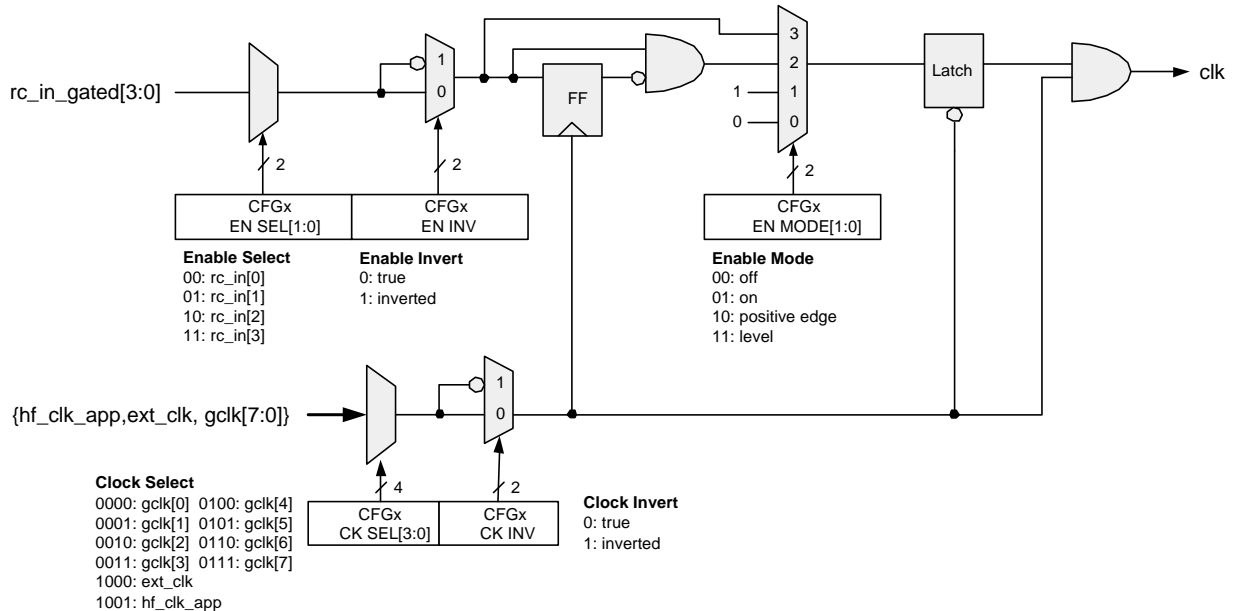 3
1
2
Latch
clk
rc_in_gated[3:0]
FF
1
1
0
0
0
2
2
2
CFGx
EN SEL[1:0]
CFGx
EN INV
CFGx
EN MODE[1:0]
Enable Select
00: rc_in[0]
01: rc_in[1]
10: rc_in[2]
11: rc_in[3]
Enable Invert
0: true
1: inverted
Enable Mode
00: off
01: on
10: positive edge
11: level
1
0
{hf_clk_app,ext_clk, gclk[7:0]}
4
2
Clock Select
0000: gclk[0] 0100: gclk[4]
0001: gclk[1] 0101: gclk[5]
0010: gclk[2] 0110: gclk[6]
0011: gclk[3] 0111: gclk[7]
1000: ext_clk
1001: hf_clk_app
CFGx
CK SEL[3:0]
CFGx
CK INV
Clock Invert
0: true
1: inverted